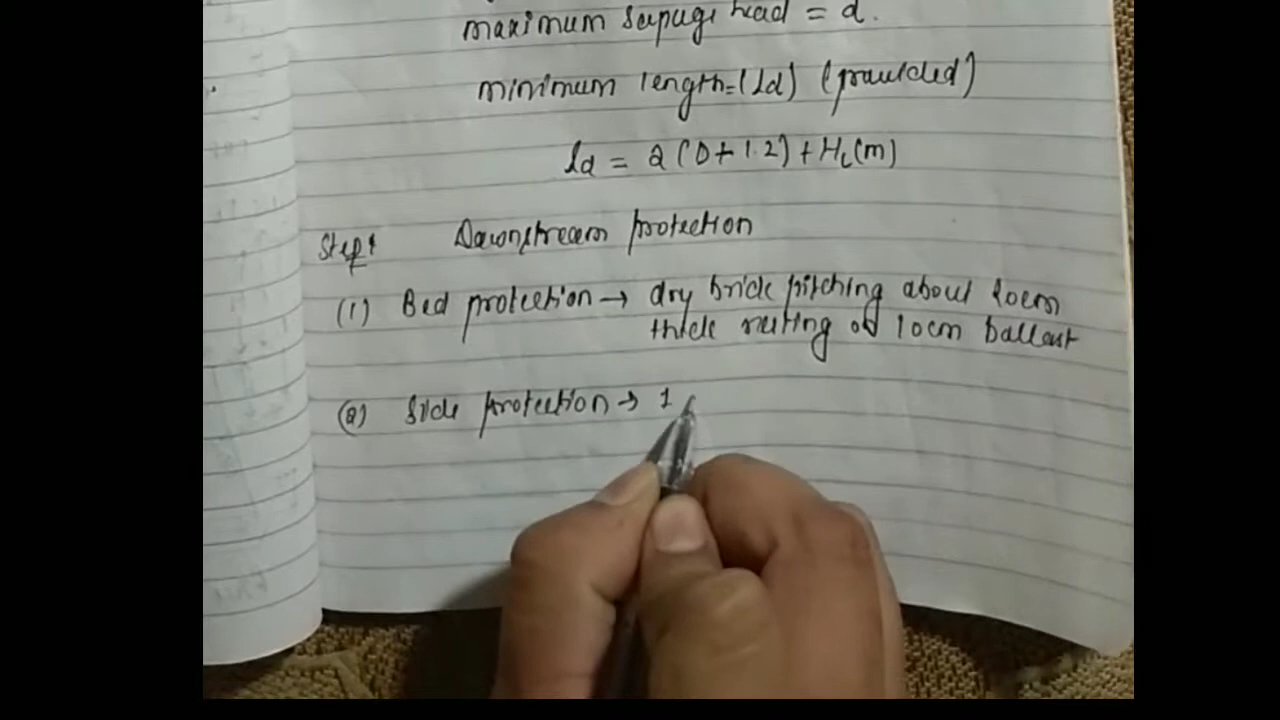 maximum seepage head = d.
minimum length = (Ld) (provided)
Ld = 2 (D + 1.2) + HL (m)
Step: Downstream protection
(1) Bed protection → dry brick pitching about 20cm
thick resting on 10cm ballast
(2) Side protection → 1